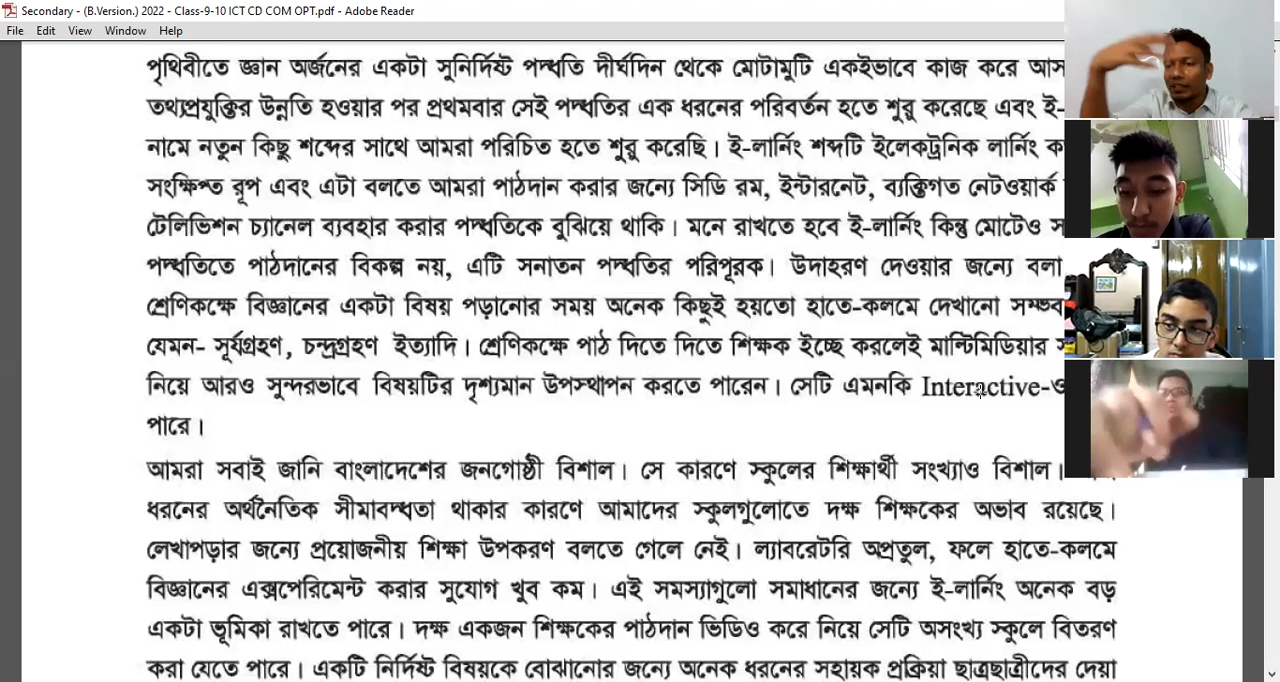 Secondary - (B.Version.) 2022 - Class-9-10 ICT CD COM OPT.pdf - Adobe Reader
File Edit View Window Help
পৃথিবীতে জ্ঞান অর্জনের একটা সুনির্দিষ্ট পদ্ধতি দীর্ঘদিন থেকে মোটামুটি একইভাবে কাজ করে আস
তথ্যপ্রযুক্তির উন্নতি হওয়ার পর প্রথমবার সেই পদ্ধতির এক ধরনের পরিবর্তন হতে শুরু করেছে এবং ই-
নামে নতুন কিছু শব্দের সাথে আমরা পরিচিত হতে শুরু করেছি। ই-লার্নিং শব্দটি ইলেকট্রনিক লার্নিং ক
সংক্ষিপ্ত রূপ এবং এটা বলতে আমরা পাঠদান করার জন্যে সিডি রম, ইন্টারনেট, ব্যক্তিগত নেটওয়ার্ক
টেলিভিশন চ্যানেল ব্যবহার করার পদ্ধতিকে বুঝিয়ে থাকি। মনে রাখতে হবে ই-লার্নিং কিন্তু মোটেও স
পদ্ধতিতে পাঠদানের বিকল্প নয়, এটি সনাতন পদ্ধতির পরিপূরক। উদাহরণ দেওয়ার জন্যে বলা
শ্রেণিকক্ষে বিজ্ঞানের একটা বিষয় পড়ানোর সময় অনেক কিছুই হয়তো হাতে-কলমে দেখানো সম্ভব
যেমন- সূর্যগ্রহণ, চন্দ্রগ্রহণ ইত্যাদি। শ্রেণিকক্ষে পাঠ দিতে দিতে শিক্ষক ইচ্ছে করলেই মাল্টিমিডিয়ার স
নিয়ে আরও সুন্দরভাবে বিষয়টির দৃশ্যমান উপস্থাপন করতে পারেন। সেটি এমনকি Interactive-ও
পারে।
আমরা সবাই জানি বাংলাদেশের জনগোষ্ঠী বিশাল। সে কারণে স্কুলের শিক্ষার্থী সংখ্যাও বিশাল।
ধরনের অর্থনৈতিক সীমাবদ্ধতা থাকার কারণে আমাদের স্কুলগুলোতে দক্ষ শিক্ষকের অভাব রয়েছে।
লেখাপড়ার জন্যে প্রয়োজনীয় শিক্ষা উপকরণ বলতে গেলে নেই। ল্যাবরেটরি অপ্রতুল, ফলে হাতে-কলমে
বিজ্ঞানের এক্সপেরিমেন্ট করার সুযোগ খুব কম। এই সমস্যাগুলো সমাধানের জন্যে ই-লার্নিং অনেক বড়
একটা ভূমিকা রাখতে পারে। দক্ষ একজন শিক্ষকের পাঠদান ভিডিও করে নিয়ে সেটি অসংখ্য স্কুলে বিতরণ
করা যেতে পারে। একটি নির্দিষ্ট বিষয়কে বোঝানোর জন্যে অনেক ধরনের সহায়ক প্রক্রিয়া ছাত্রছাত্রীদের দেয়া